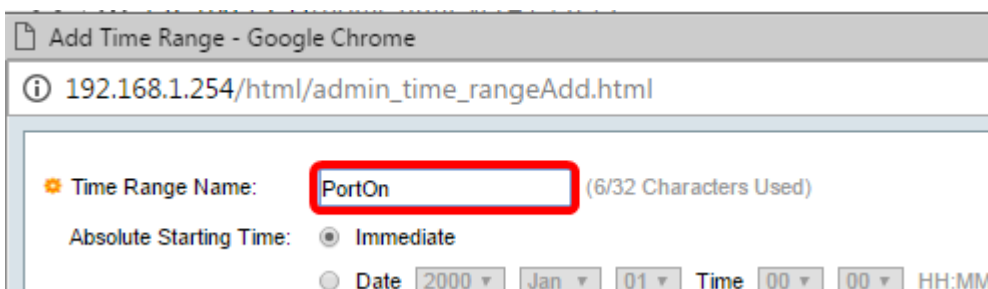 Add Time Range - Google Chrome
192.168.1.254/html/admin_time_rangeAdd.html
Time Range Name: PortOn (6/32 Characters Used)
Absolute Starting Time: Immediate
Date 2000 Jan 01 Time 00 00 HH:MM